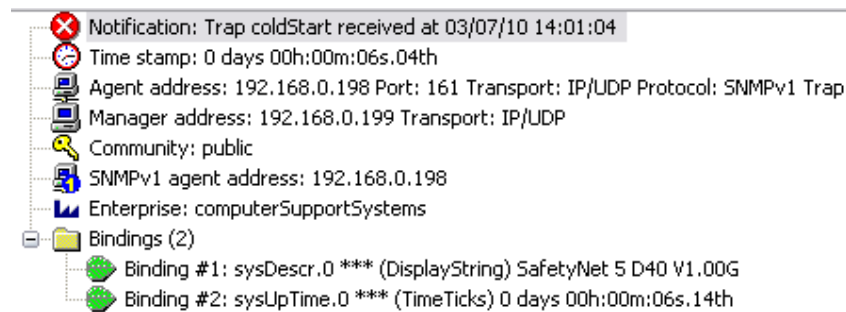 Notification: Trap coldStart received at 03/07/10 14:01:04
Time stamp: 0 days 00h:00m:06s.04th
Agent address: 192.168.0.198 Port: 161 Transport: IP/UDP Protocol: SNMPv1 Trap
Manager address: 192.168.0.199 Transport: IP/UDP
Community: public
SNMPv1 agent address: 192.168.0.198
Enterprise: computerSupportSystems
Bindings (2)
Binding #1: sysDescr.0 *** (DisplayString) SafetyNet 5 D40 V1.00G
Binding #2: sysUpTime.0 *** (TimeTicks) 0 days 00h:00m:06s.14th